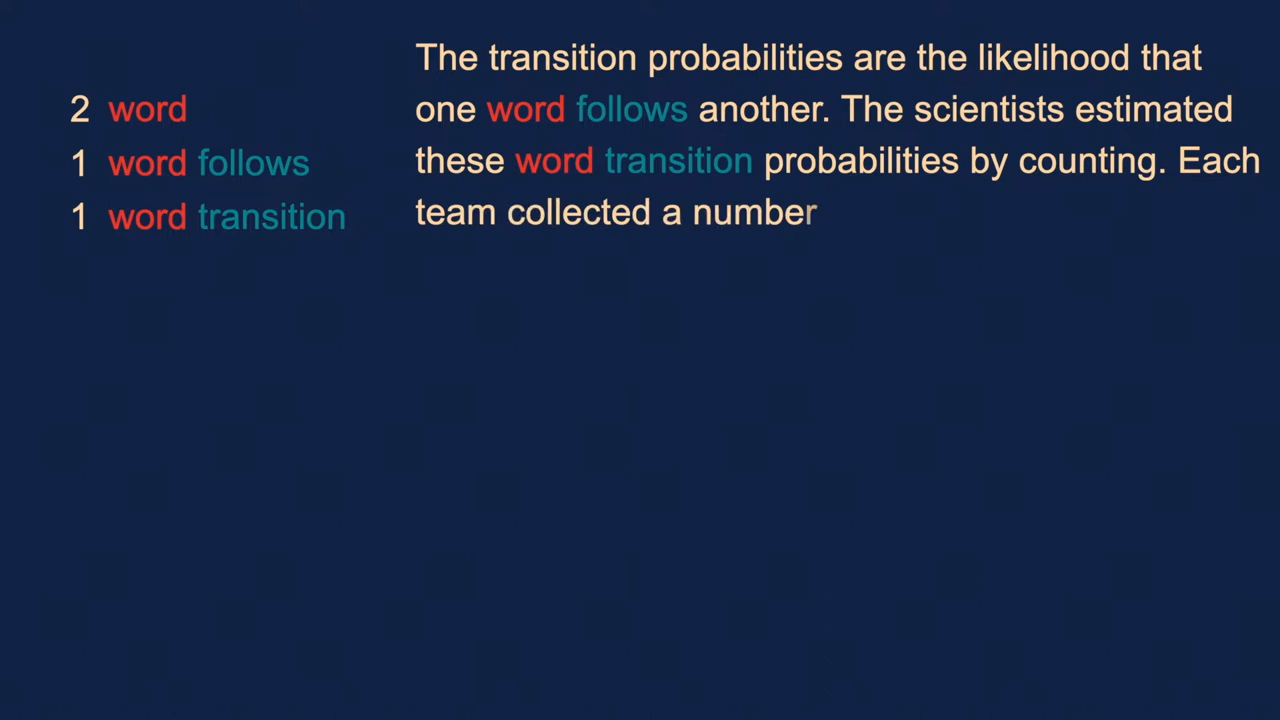 2 word
1 word follows
1 word transition
The transition probabilities are the likelihood that
one word follows another. The scientists estimated
these word transition probabilities by counting. Each
team collected a number